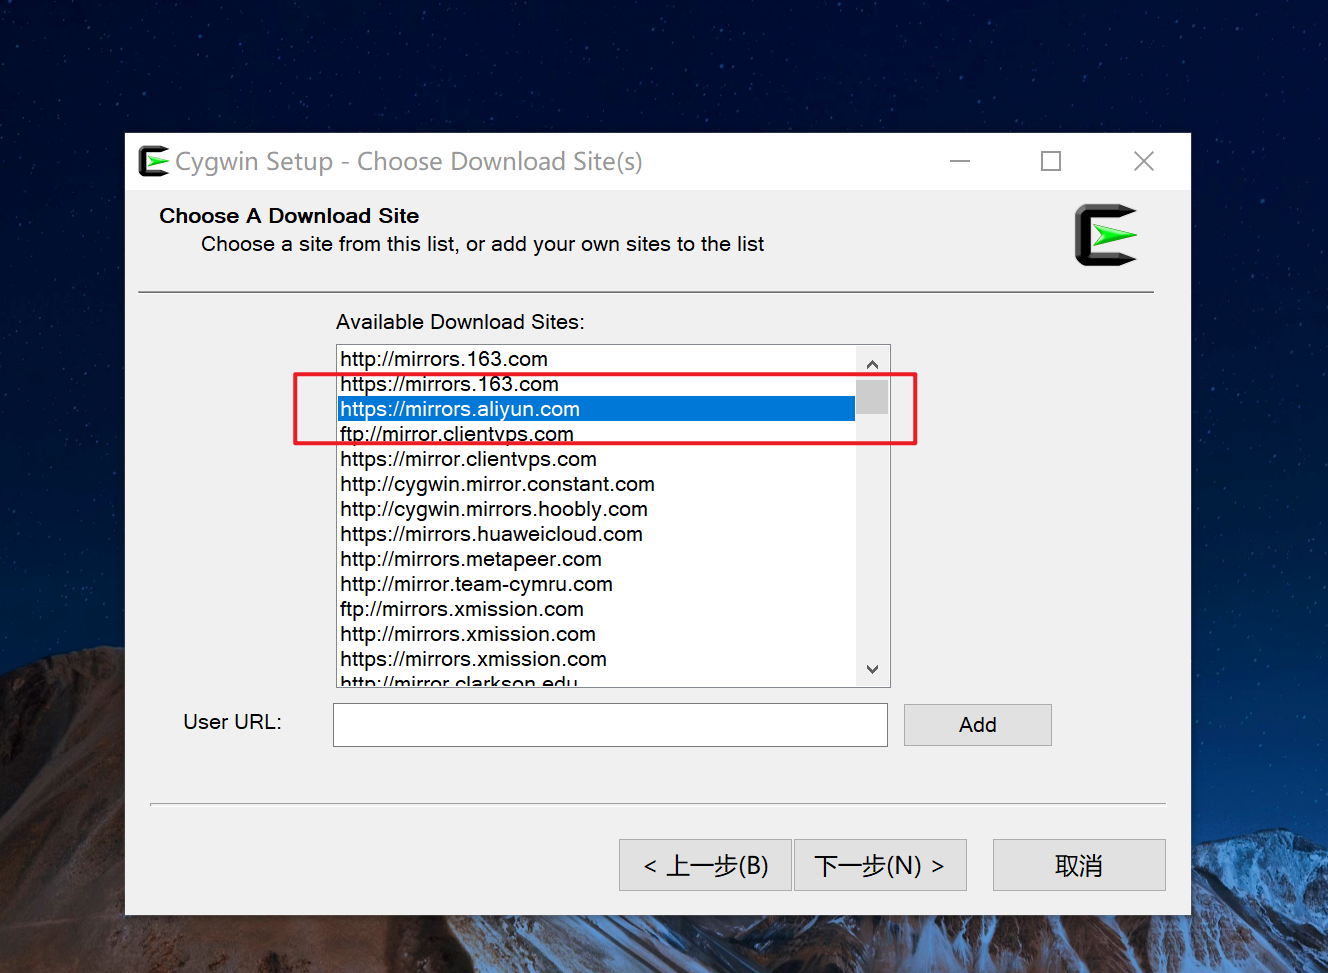 Cygwin Setup - Choose Download Site(s)
Choose A Download Site
Choose a site from this list, or add your own sites to the list
Available Download Sites:
http://mirrors.163.com
https://mirrors.163.com
https://mirrors.aliyun.com
ftp://mirror.clientvps.com
https://mirror.clientvps.com
http://cygwin.mirror.constant.com
http://cygwin.mirrors.hoobly.com
https://mirrors.huaweicloud.com
http://mirrors.metapeer.com
http://mirror.team-cymru.com
ftp://mirrors.xmission.com
http://mirrors.xmission.com
https://mirrors.xmission.com
http://mirror.clarkson.edu
User URL:
Add
< 上一步(B)
下一步(N) >
取消